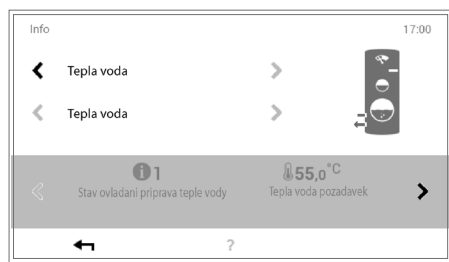 Info 17:00
Tepla voda
Tepla voda
1 55,0°C
Stav ovladani priprava teple vody Tepla voda pozadavek
?